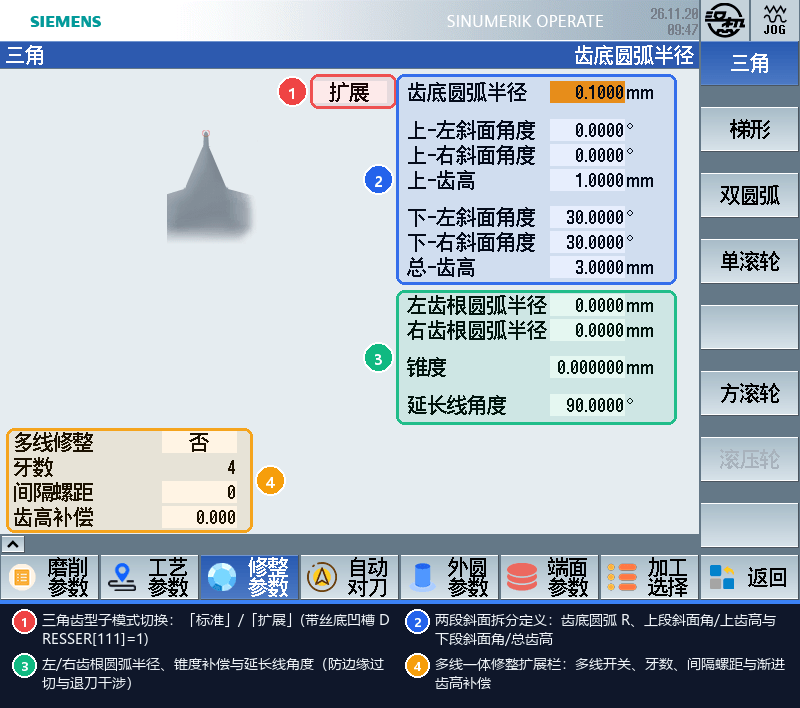 SIEMENS
SINUMERIK OPERATE
26.11.20
09:47
JOG
三角
齿底圆弧半径
三角
1
扩展
齿底圆弧半径 0.1000mm
梯形
上-左斜面角度 0.0000°
上-右斜面角度 0.0000°
2
上-齿高 1.0000mm
双圆弧
下-左斜面角度 30.0000°
下-右斜面角度 30.0000°
总-齿高 3.0000mm
单滚轮
左齿根圆弧半径 0.0000mm
右齿根圆弧半径 0.0000mm
3
锥度 0.000000mm
方滚轮
延长线角度 90.0000°
多线修整 否
滚压轮
牙数 4
间隔螺距 0
4
齿高补偿 0.000
磨削参数
工艺参数
修整参数
自动对刀
外圆参数
端面参数
加工选择
返回
1 三角齿型子模式切换：「标准」/「扩展」(带丝底凹槽 D
RESSER[111]=1)
2 两段斜面拆分定义：齿底圆弧 R、上段斜面角/上齿高与
下段斜面角/总齿高
3 左/右齿根圆弧半径、锥度补偿与延长线角度（防边缘过
切与退刀干涉）
4 多线一体修整扩展栏：多线开关、牙数、间隔螺距与渐进
齿高补偿